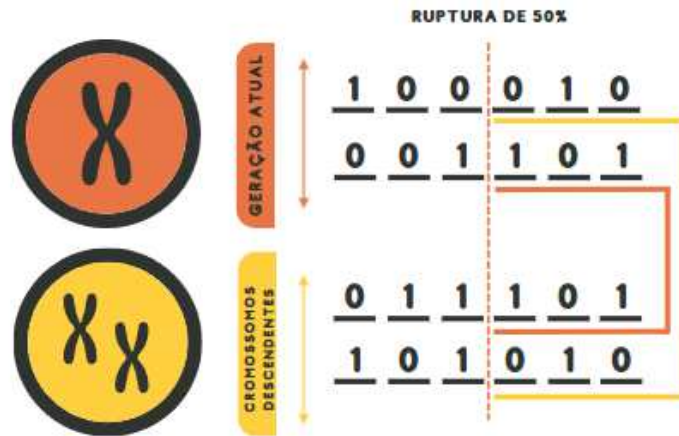 RUPTURA DE 50%
GERAÇÃO ATUAL
1 0 0 0 1 0
0 0 1 1 0 1
CROMOSSOMOS
DESCENDENTES
0 1 1 1 0 1
1 0 1 0 1 0